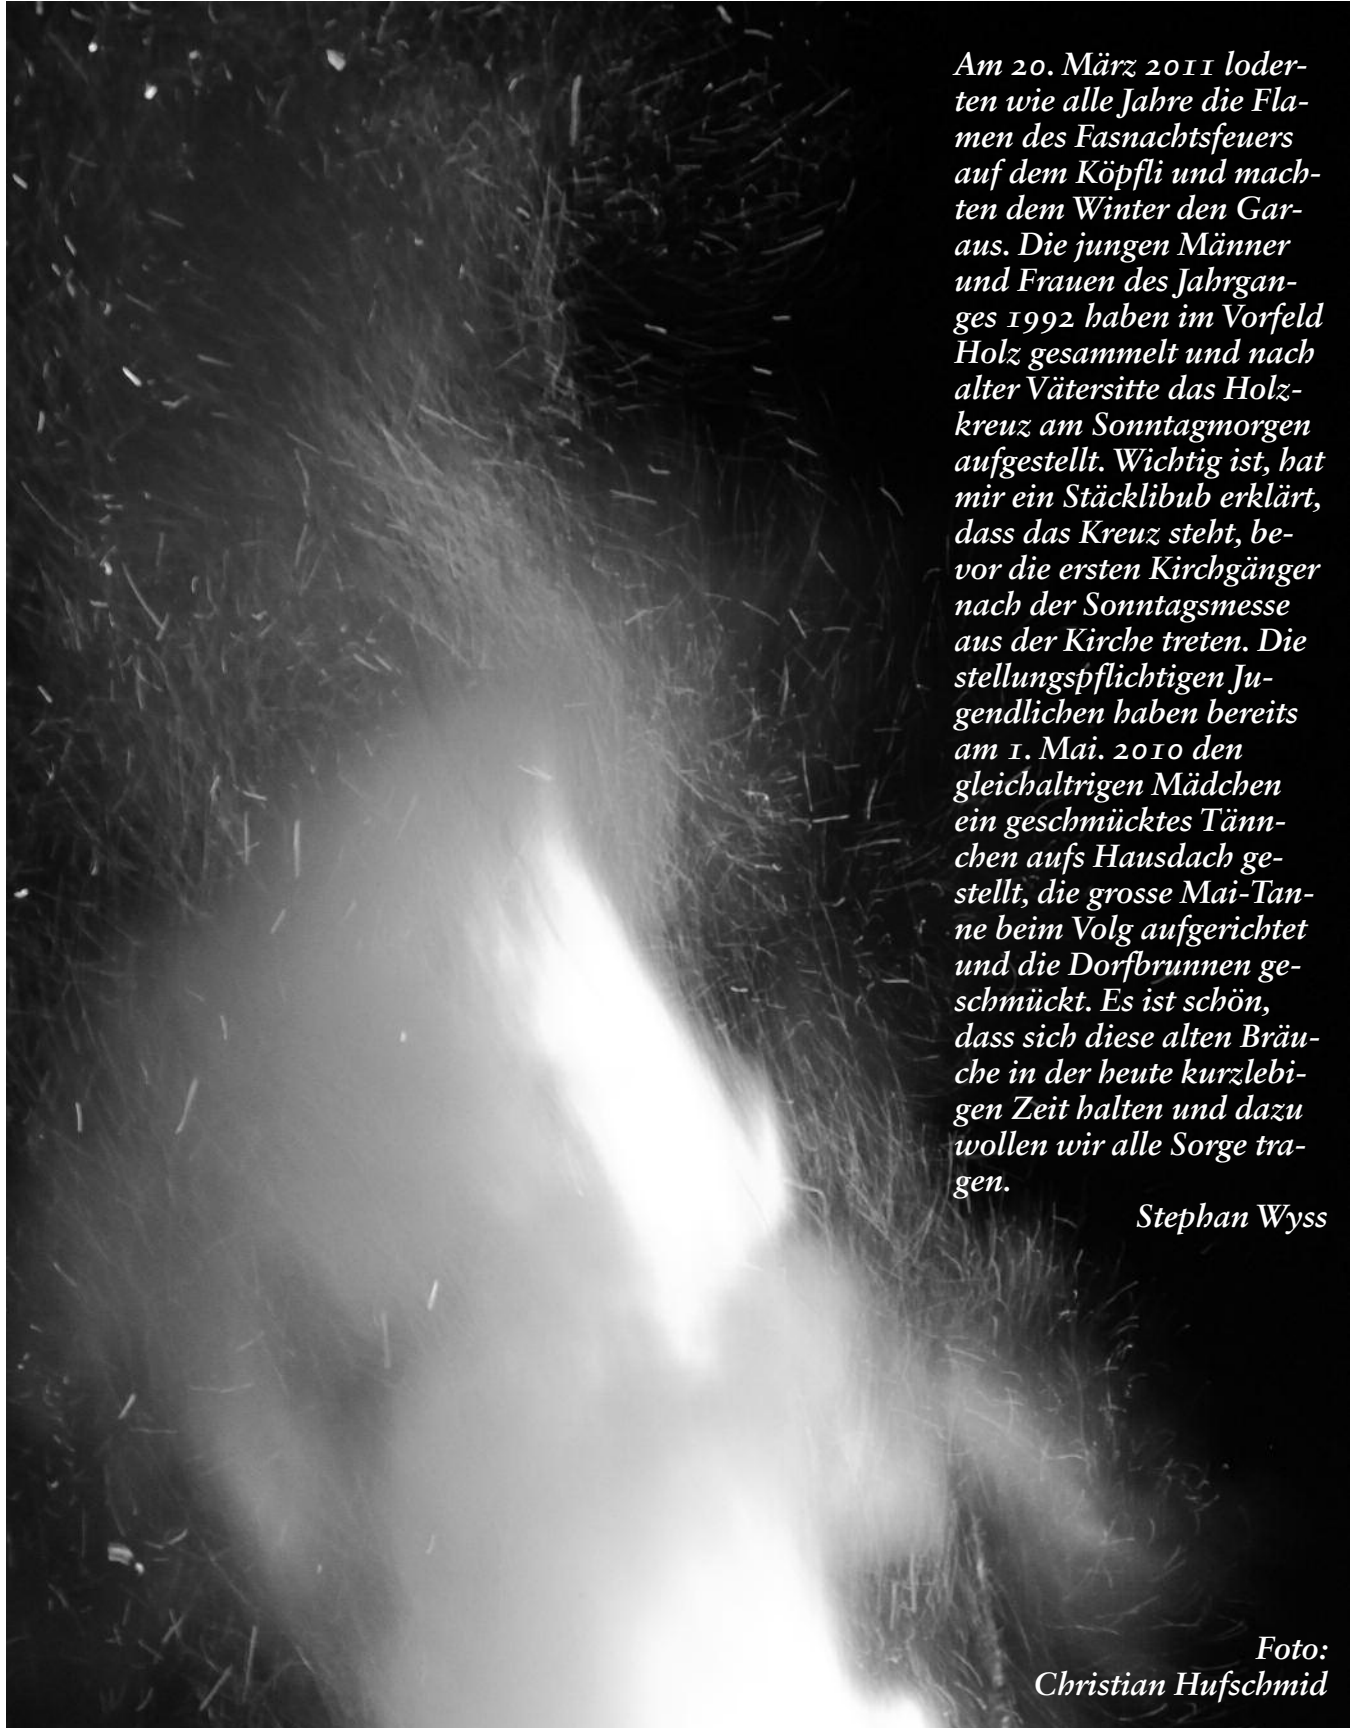 Am 20. März 2011 loder-
ten wie alle Jahre die Fla-
men des Fasnachtsfeuers
auf dem Köpfli und mach-
ten dem Winter den Gar-
aus. Die jungen Männer
und Frauen des Jahrgan-
ges 1992 haben im Vorfeld
Holz gesammelt und nach
alter Vätersitte das Holz-
kreuz am Sonntagmorgen
aufgestellt. Wichtig ist, hat
mir ein Stäcklibub erklärt,
dass das Kreuz steht, be-
vor die ersten Kirchgänger
nach der Sonntagsmesse
aus der Kirche treten. Die
stellungspflichtigen Ju-
gendlichen haben bereits
am 1. Mai. 2010 den
gleichaltrigen Mädchen
ein geschmücktes Tänn-
chen aufs Hausdach ge-
stellt, die grosse Mai-Tan-
ne beim Volg aufgerichtet
und die Dorfbrunnen ge-
schmückt. Es ist schön,
dass sich diese alten Bräu-
che in der heute kurzlebi-
gen Zeit halten und dazu
wollen wir alle Sorge tra-
gen.
Stephan Wyss
Foto:
Christian Hufschmid